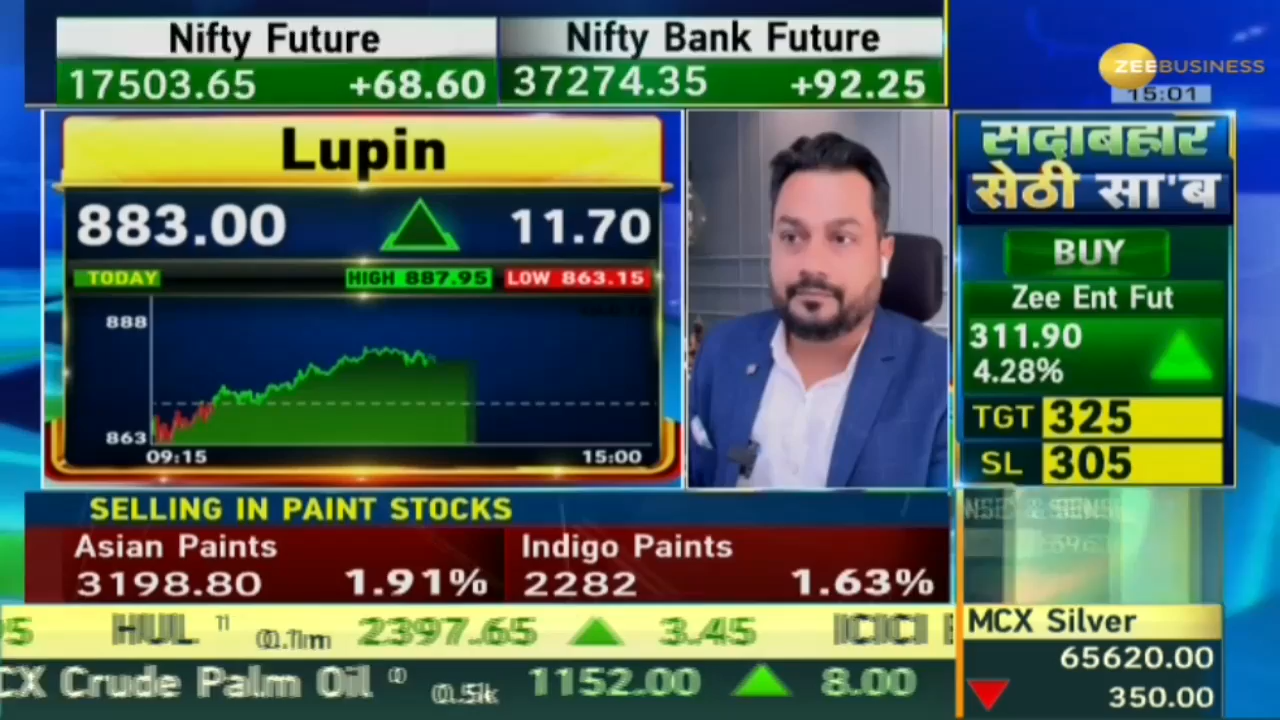 Nifty Future
17503.65 +68.60
Nifty Bank Future
37274.35 +92.25
ZEEBUSINESS
15:01
Lupin
883.00 11.70
TODAY HIGH 887.95 LOW 863.15
888
863
09:15 15:00
सदाबहार
सेठी सा'ब
BUY
Zee Ent Fut
311.90
4.28%
TGT 325
SL 305
SELLING IN PAINT STOCKS
Asian Paints
3198.80 1.91%
Indigo Paints
2282 1.63%
HUL 2397.65 3.45 ICICI
CX Crude Palm Oil 1152.00 8.00
MCX Silver
65620.00
350.00